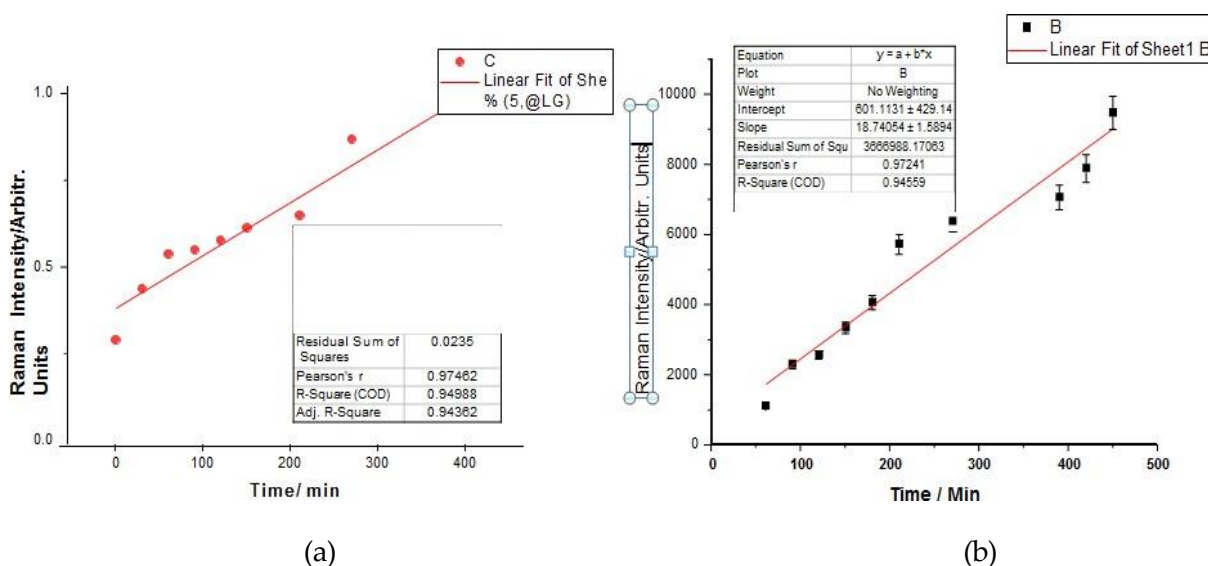 C
Linear Fit of She
% (5,@LG)
1.0
0.5
0.0
Raman Intensity/Arbitr.
Units
Residual Sum of
Squares
0.0235
Pearson's r 0.97462
R-Square (COD) 0.94988
Adj. R-Square 0.94362
0 100 200 300 400
Time/ min
(a)
B
Linear Fit of Sheet1 B
Equation y = a + b*x
Plot B
Weight No Weighting
Intercept 601.1131 ± 429.14
Slope 18.74054 ± 1.5894
Residual Sum of Squ 3666988.17063
Pearson's r 0.97241
R-Square (COD) 0.94559
10000
8000
6000
4000
2000
0
Raman Intensity/Arbitr. Units
0 100 200 300 400 500
Time / Min
(b)